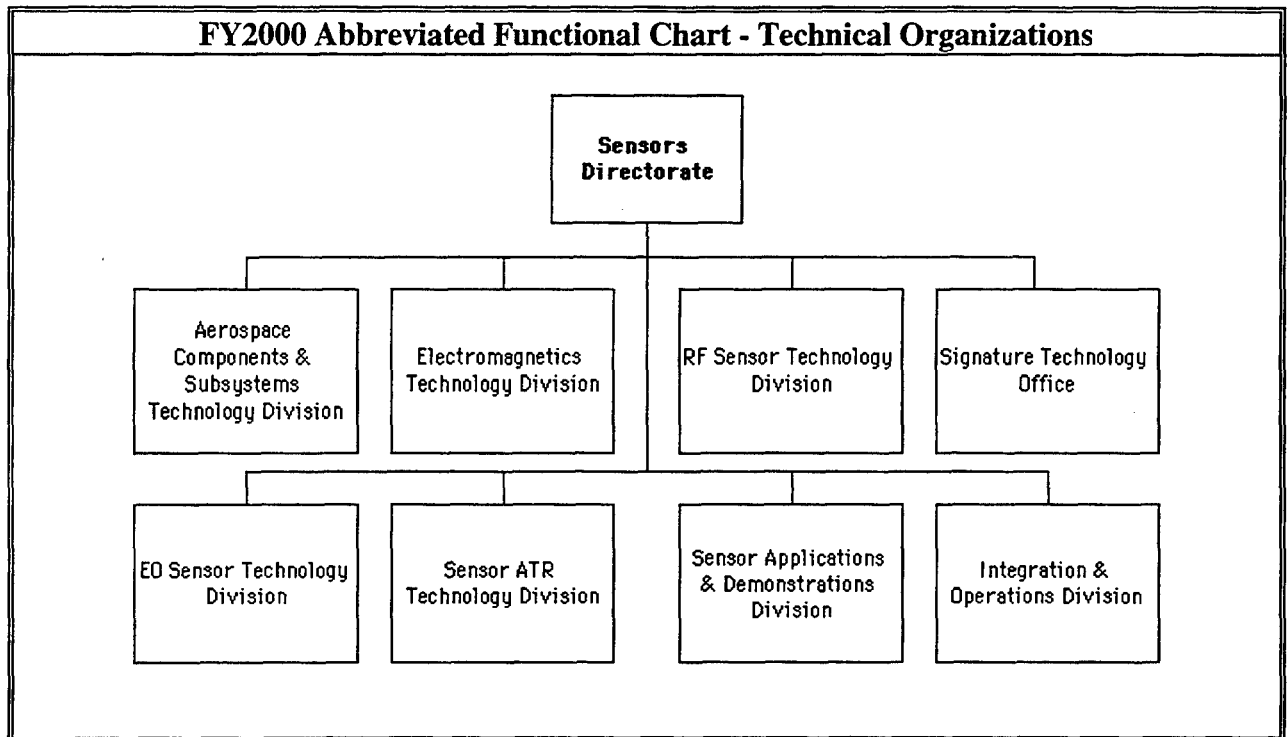 FY2000 Abbreviated Functional Chart - Technical Organizations
Sensors
Directorate
Aerospace
Components &
Subsystems
Technology Division
Electromagnetics
Technology Division
RF Sensor Technology
Division
Signature Technology
Office
EO Sensor Technology
Division
Sensor ATR
Technology Division
Sensor Applications
& Demonstrations
Division
Integration &
Operations Division